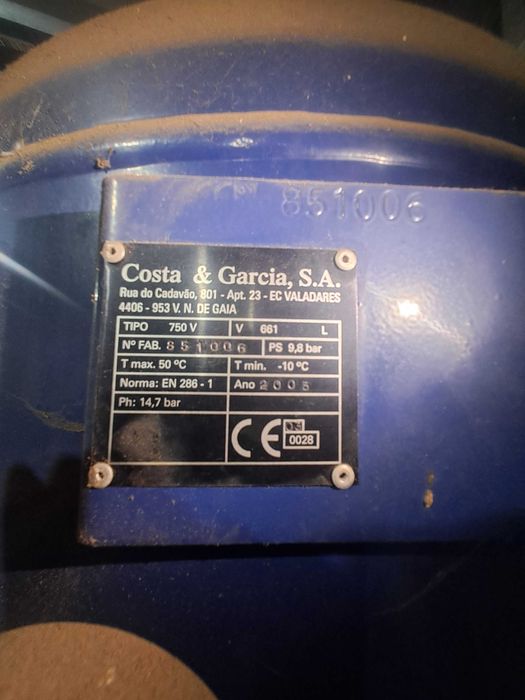 851006
Costa & Garcia, S.A.
Rua do Cadavão, 801 - Apt. 23 - EC VALADARES
4406 - 953 V. N. DE GAIA
TIPO 750 V V 661 L
Nº FAB. 851006 PS 9,8 bar
T max. 50 ºC T min. -10ºC
Norma: EN 286 - 1 Ano 2005
Ph: 14,7 bar
CE
0028